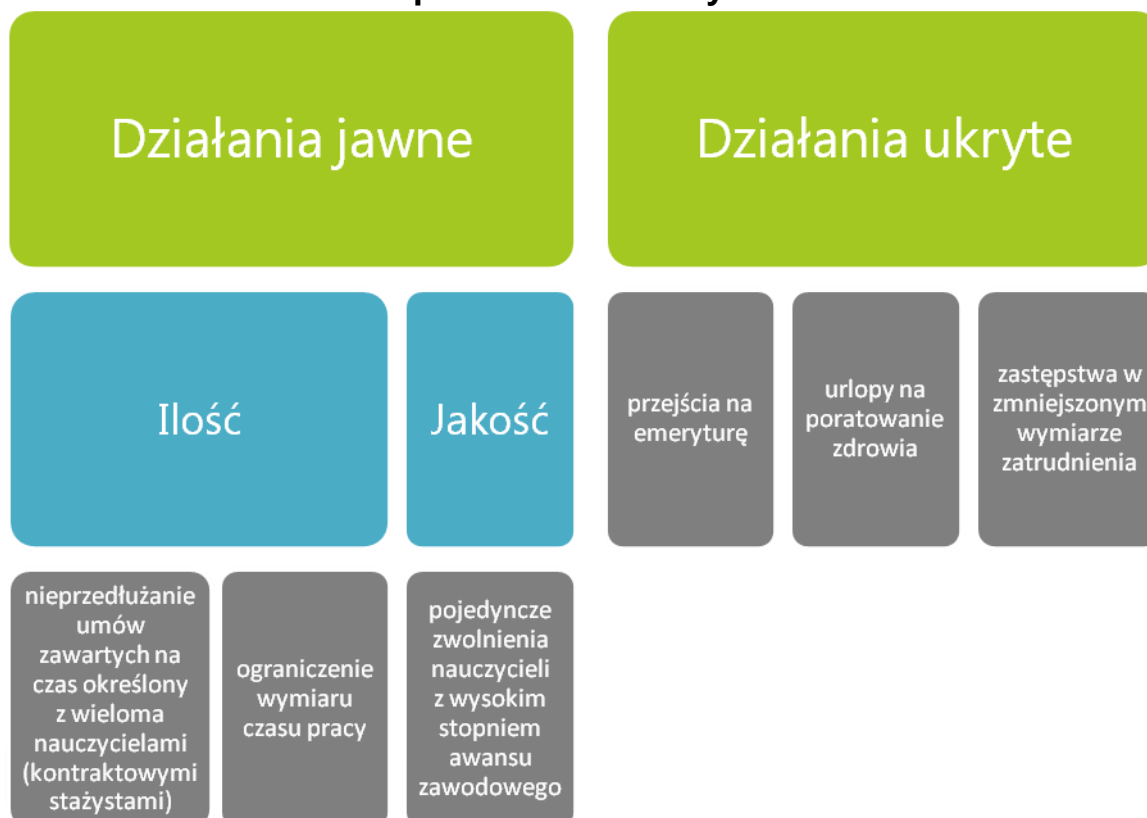 Działania jawne
Działania ukryte
Ilość
Jakość
przejścia na
emeryturę
urlopy na
poratowanie
zdrowia
zastępstwa w
zmniejszonym
wymiarze
zatrudnienia
nieprzedłużanie
umów
zawartych na
czas określony
z wieloma
nauczycielami
(kontraktowymi
stażystami)
ograniczenie
wymiaru
czasu pracy
pojedyncze
zwolnienia
nauczycieli
z wysokim
stopniem
awansu
zawodowego